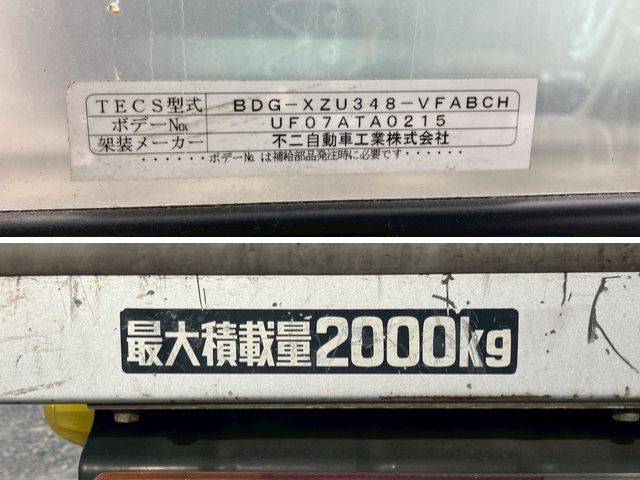 TECS型式 BDG-XZU348-VFABCH
ボデーNo. UF07ATA0215
架装メーカー 不二自動車工業株式会社
・・・・・・ボデーNo.は補給部品発注時に必要です・・・・・・
最大積載量2000kg